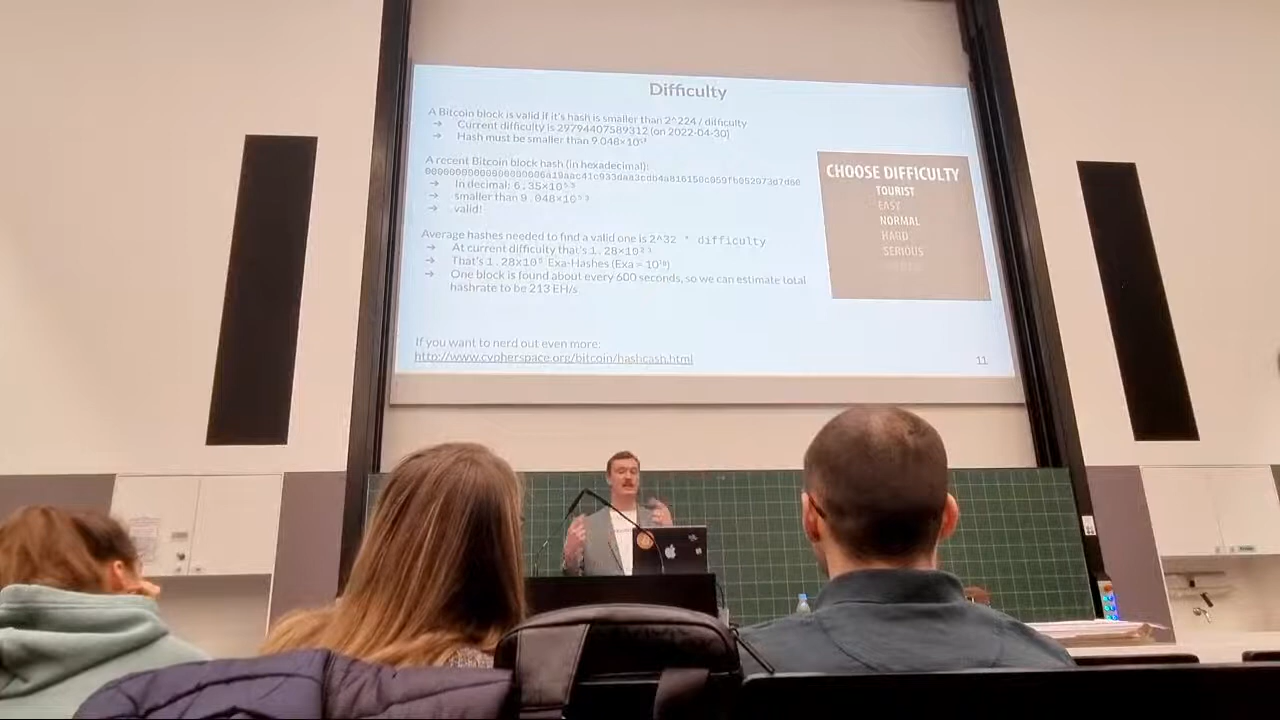 Difficulty
A Bitcoin block is valid if it's hash is smaller than 2^224 / difficulty
➔ Current difficulty is 29794407589312 (on 2022-04-30)
➔ Hash must be smaller than 9.048×10⁵³
A recent Bitcoin block hash (in hexadecimal):
➔ In decimal: 6.35×10⁵³
➔ smaller than 9.048×10⁵³
➔ valid!
Average hashes needed to find a valid one is 2^32 * difficulty
➔ At current difficulty that's 1.28×10²³
➔ That's 1.28x10⁵ Exa-Hashes (Exa = 10¹⁸)
➔ One block is found about every 600 seconds, so we can estimate total
hashrate to be 213 EH/s
If you want to nerd out even more:
http://www.cypherspace.org/bitcoin/hashcash.html
11
CHOOSE DIFFICULTY
TOURIST
EASY
NORMAL
HARD
SERIOUS